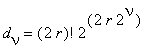 d_ν = (2 r)! 2^(2 r 2^ν)